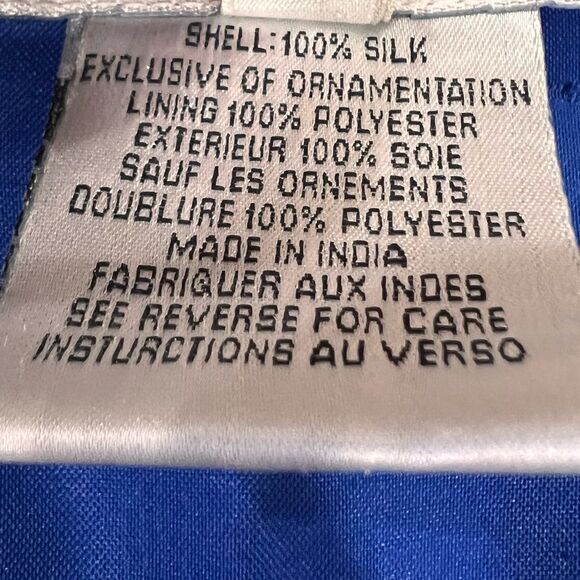 SHELL:100% SILK
EXCLUSIVE OF ORNAMENTATION
LINING 100% POLYESTER
EXTERIEUR 100% SOIE
SAUF LES ORNEMENTS
DOUBLURE 100% POLYESTER
MADE IN INDIA
FABRIQUER AUX INDES
SEE REVERSE FOR CARE
INSTURCTIONS AU VERSO